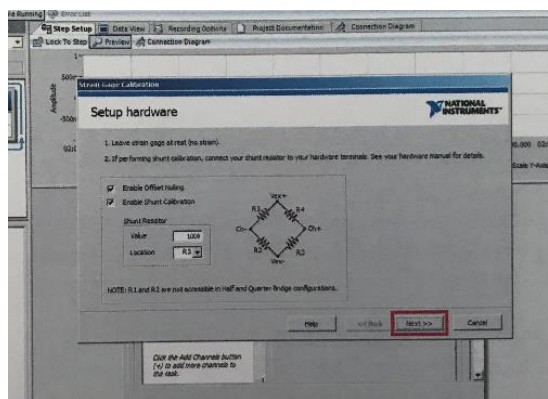 Running Error List
Step Setup Data View Recording Options Project Documentation Connection Diagram
Lock To Step Preview Connection Diagram
Amplitude
Strain Gage Calibration
Setup hardware
NATIONAL
INSTRUMENTS
1. Leave strain gage at rest (no strain).
2. If performing shunt calibration, connect your shunt resistor to your hardware terminals. See your hardware manual for details.
Enable Offset Nulling
Enable Shunt Calibration
Shunt Resistor
Value
Location R3
Vex+
R1 R4
Ch- Ch+
R2 R3
Vex-
NOTE: R1 and R2 are not accessible in Half and Quarter Bridge configurations.
Help << Back Next >> Cancel
Scale Y-Axis
Click the Add Channels button
(+) to add more channels to
the task.